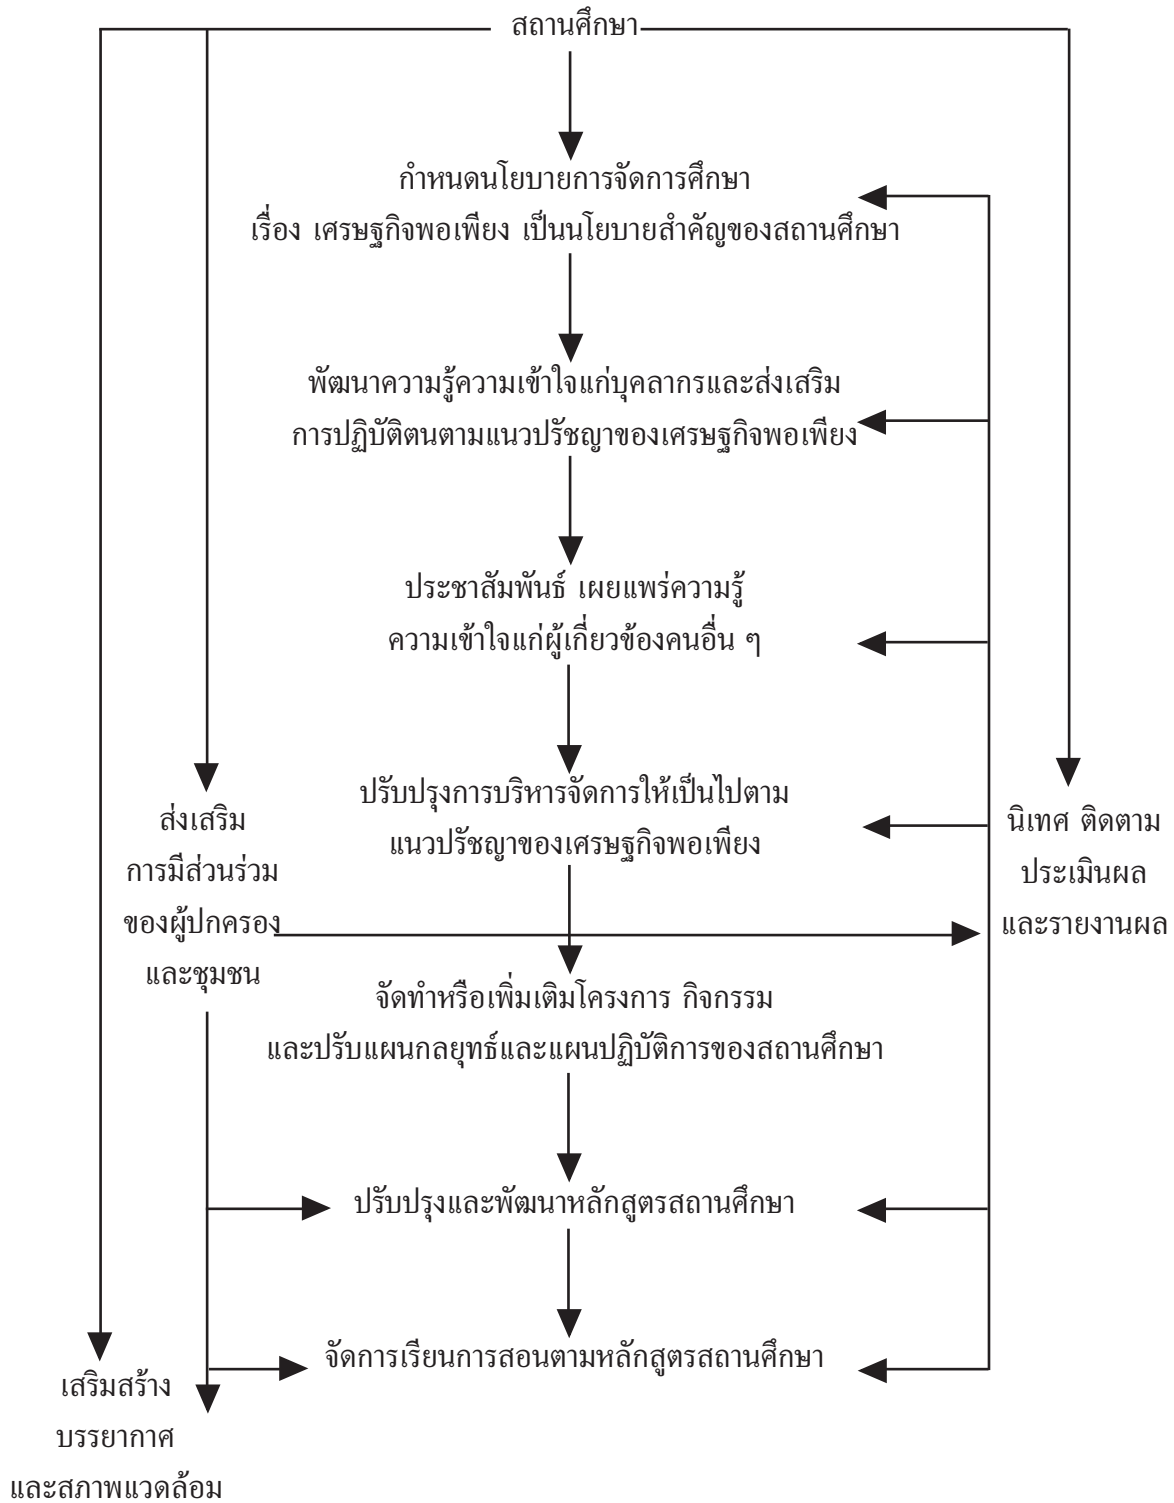 สถานศึกษา
กำหนดนโยบายการจัดการศึกษา
เรื่อง เศรษฐกิจพอเพียง เป็นนโยบายสำคัญของสถานศึกษา
พัฒนาความรู้ความเข้าใจแก่บุคลากรและส่งเสริม
การปฏิบัติตนตามแนวปรัชญาของเศรษฐกิจพอเพียง
ประชาสัมพันธ์ เผยแพร่ความรู้
ความเข้าใจแก่ผู้เกี่ยวข้องคนอื่น ๆ
ปรับปรุงการบริหารจัดการให้เป็นไปตาม
แนวปรัชญาของเศรษฐกิจพอเพียง
ส่งเสริม
การมีส่วนร่วม
ของผู้ปกครอง
และชุมชน
นิเทศ ติดตาม
ประเมินผล
และรายงานผล
จัดทำหรือเพิ่มเติมโครงการ กิจกรรม
และปรับแผนกลยุทธ์และแผนปฏิบัติการของสถานศึกษา
ปรับปรุงและพัฒนาหลักสูตรสถานศึกษา
จัดการเรียนการสอนตามหลักสูตรสถานศึกษา
เสริมสร้าง
บรรยากาศ
และสภาพแวดล้อม